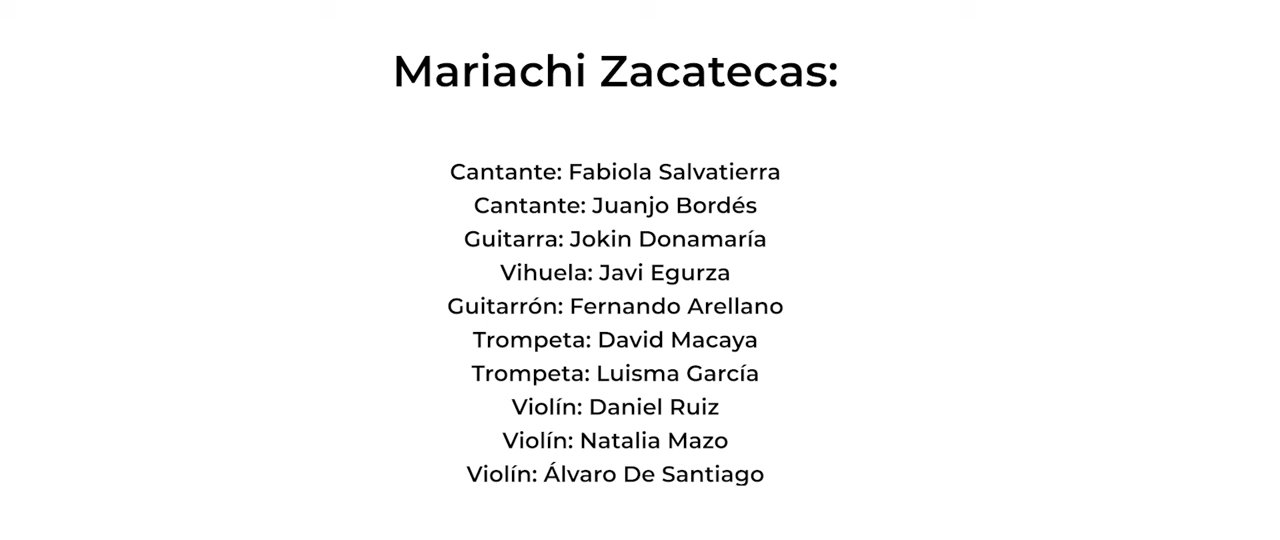 Mariachi Zacatecas:
Cantante: Fabiola Salvatierra
Cantante: Juanjo Bordés
Guitarra: Jokin Donamaría
Vihuela: Javi Egurza
Guitarrón: Fernando Arellano
Trompeta: David Macaya
Trompeta: Luisma García
Violín: Daniel Ruiz
Violín: Natalia Mazo
Violín: Álvaro De Santiago